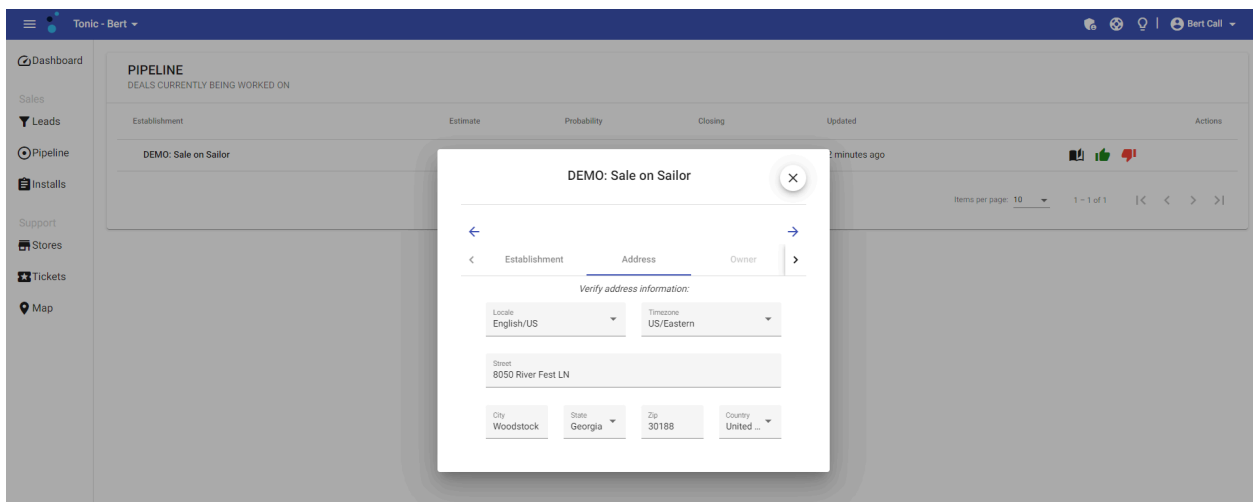 Tonic - Bert
Bert Call
Dashboard
Sales
Leads
Pipeline
Installs
Support
Stores
Tickets
Map
PIPELINE
DEALS CURRENTLY BEING WORKED ON
Establishment Estimate Probability Closing Updated Actions
DEMO: Sale on Sailor minutes ago
Items per page: 10 1 – 1 of 1
DEMO: Sale on Sailor
Establishment Address Owner
Verify address information:
Locale Timezone
English/US US/Eastern
Street
8050 River Fest LN
City State Zip Country
Woodstock Georgia 30188 United ...